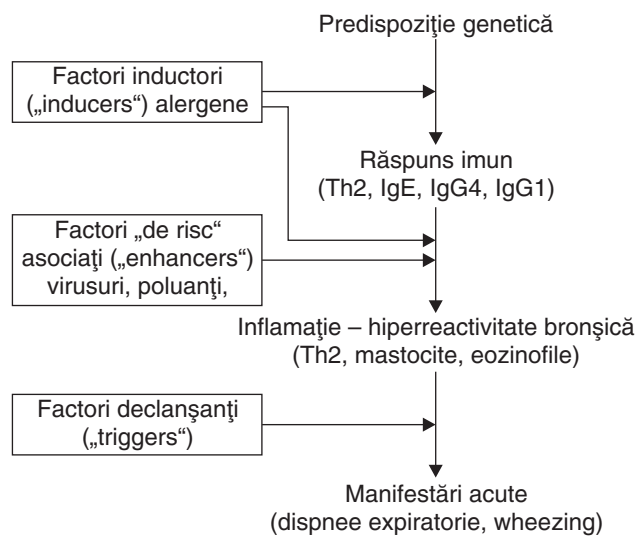 Predispoziţie genetică
Factori inductori
(„inducers“) alergene
Răspuns imun
(Th2, IgE, IgG4, IgG1)
Factori „de risc“
asociaţi („enhancers“)
virusuri, poluanţi,
Inflamaţie – hiperreactivitate bronşică
(Th2, mastocite, eozinofile)
Factori declanşanţi
(„triggers“)
Manifestări acute
(dispnee expiratorie, wheezing)